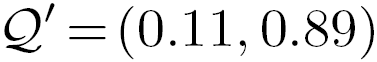 𝒬′ = (0.11, 0.89)